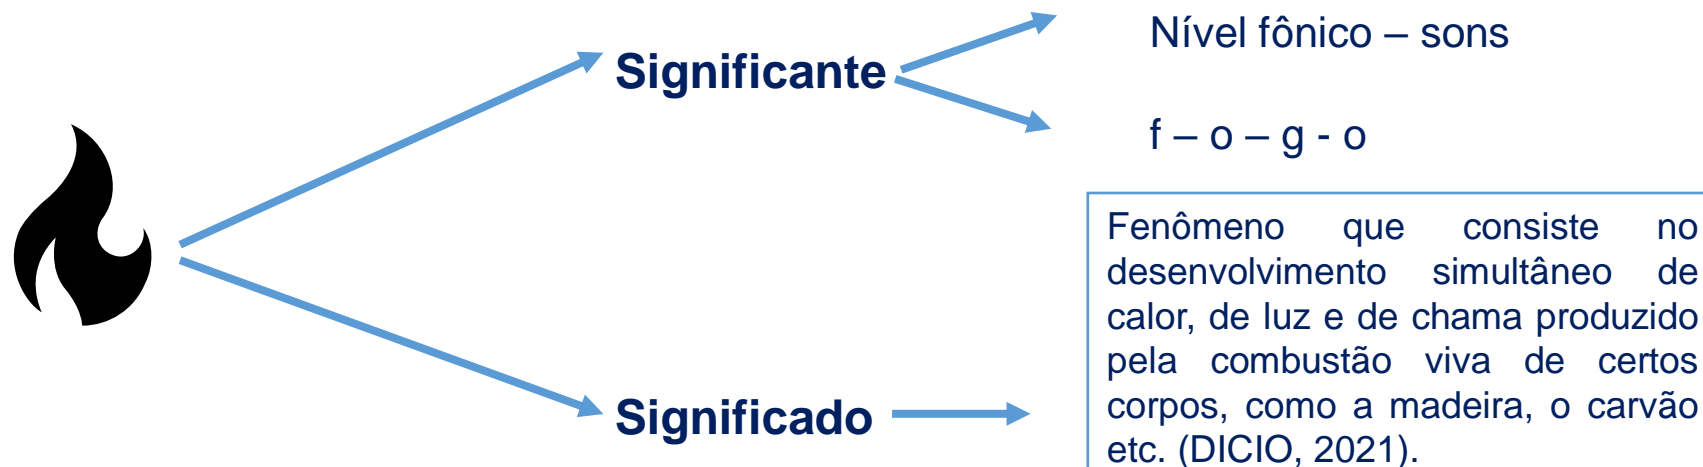 Nível fônico – sons
Significante
f – o – g - o
Fenômeno que consiste no
desenvolvimento simultâneo de
calor, de luz e de chama produzido
pela combustão viva de certos
corpos, como a madeira, o carvão
etc. (DICIO, 2021).
Significado